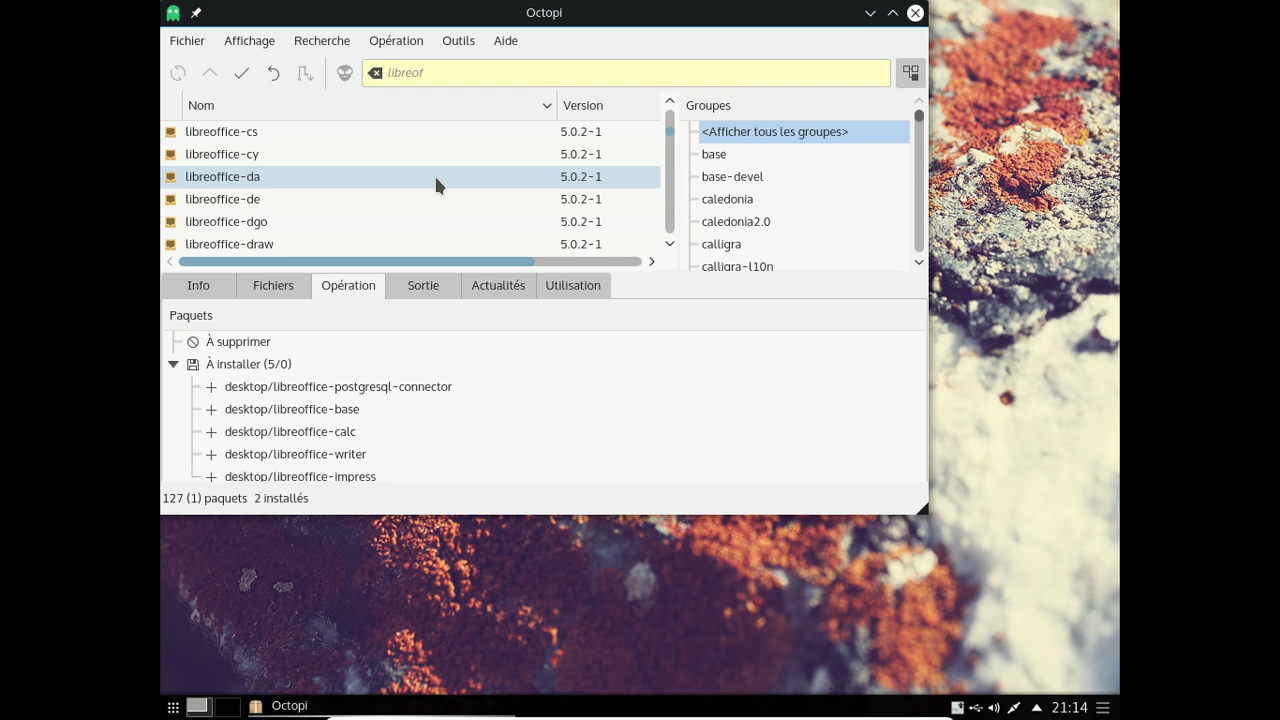 Octopi
Fichier Affichage Recherche Opération Outils Aide
libreof
Nom Version
libreoffice-cs 5.0.2-1
libreoffice-cy 5.0.2-1
libreoffice-da 5.0.2-1
libreoffice-de 5.0.2-1
libreoffice-dgo 5.0.2-1
libreoffice-draw 5.0.2-1
Groupes
<Afficher tous les groupes>
base
base-devel
caledonia
caledonia2.0
calligra
calligra-l10n
Info Fichiers Opération Sortie Actualités Utilisation
Paquets
À supprimer
À installer (5/0)
desktop/libreoffice-postgresql-connector
desktop/libreoffice-base
desktop/libreoffice-calc
desktop/libreoffice-writer
desktop/libreoffice-impress
127 (1) paquets 2 installés
Octopi
21:14